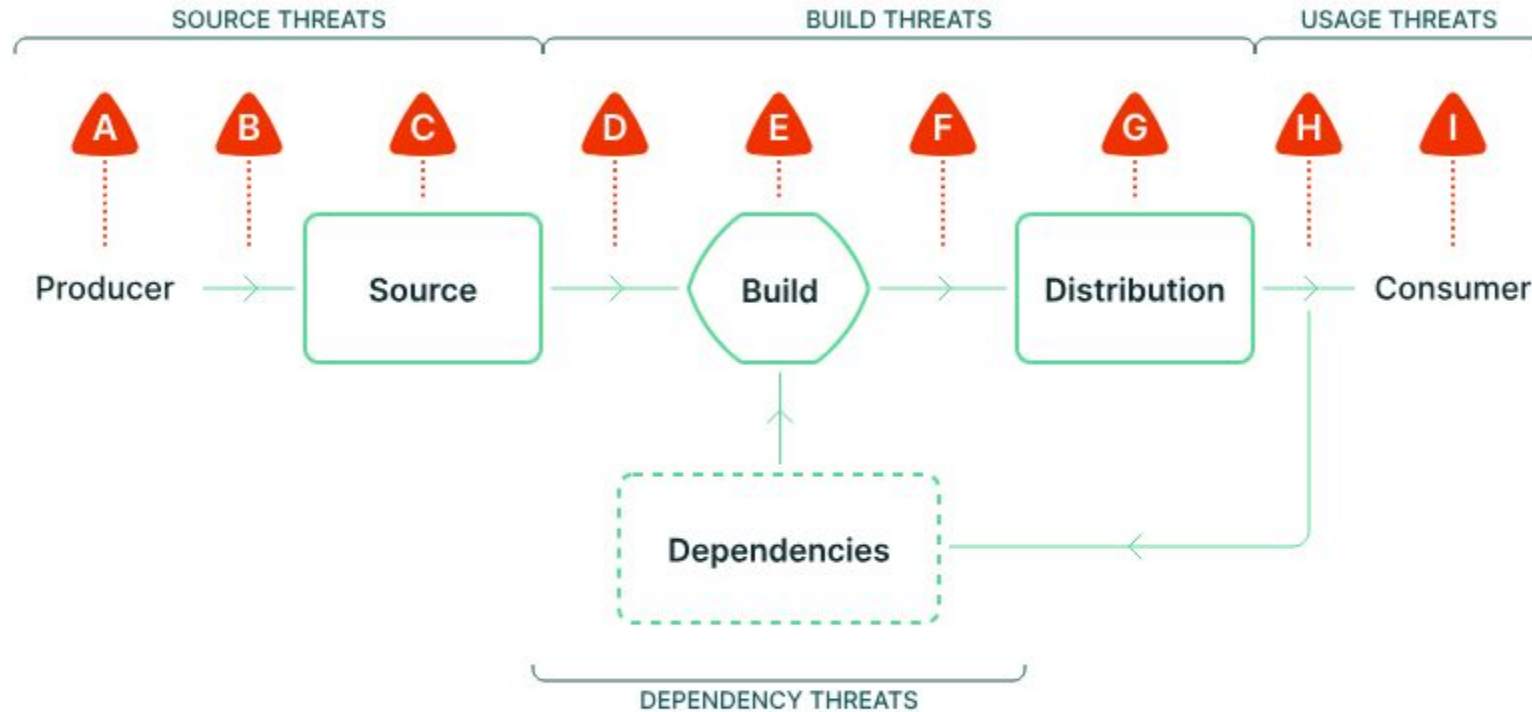 SOURCE THREATS
BUILD THREATS
USAGE THREATS
A
B
C
D
E
F
G
H
I
Producer
Source
Build
Distribution
Consumer
Dependencies
DEPENDENCY THREATS